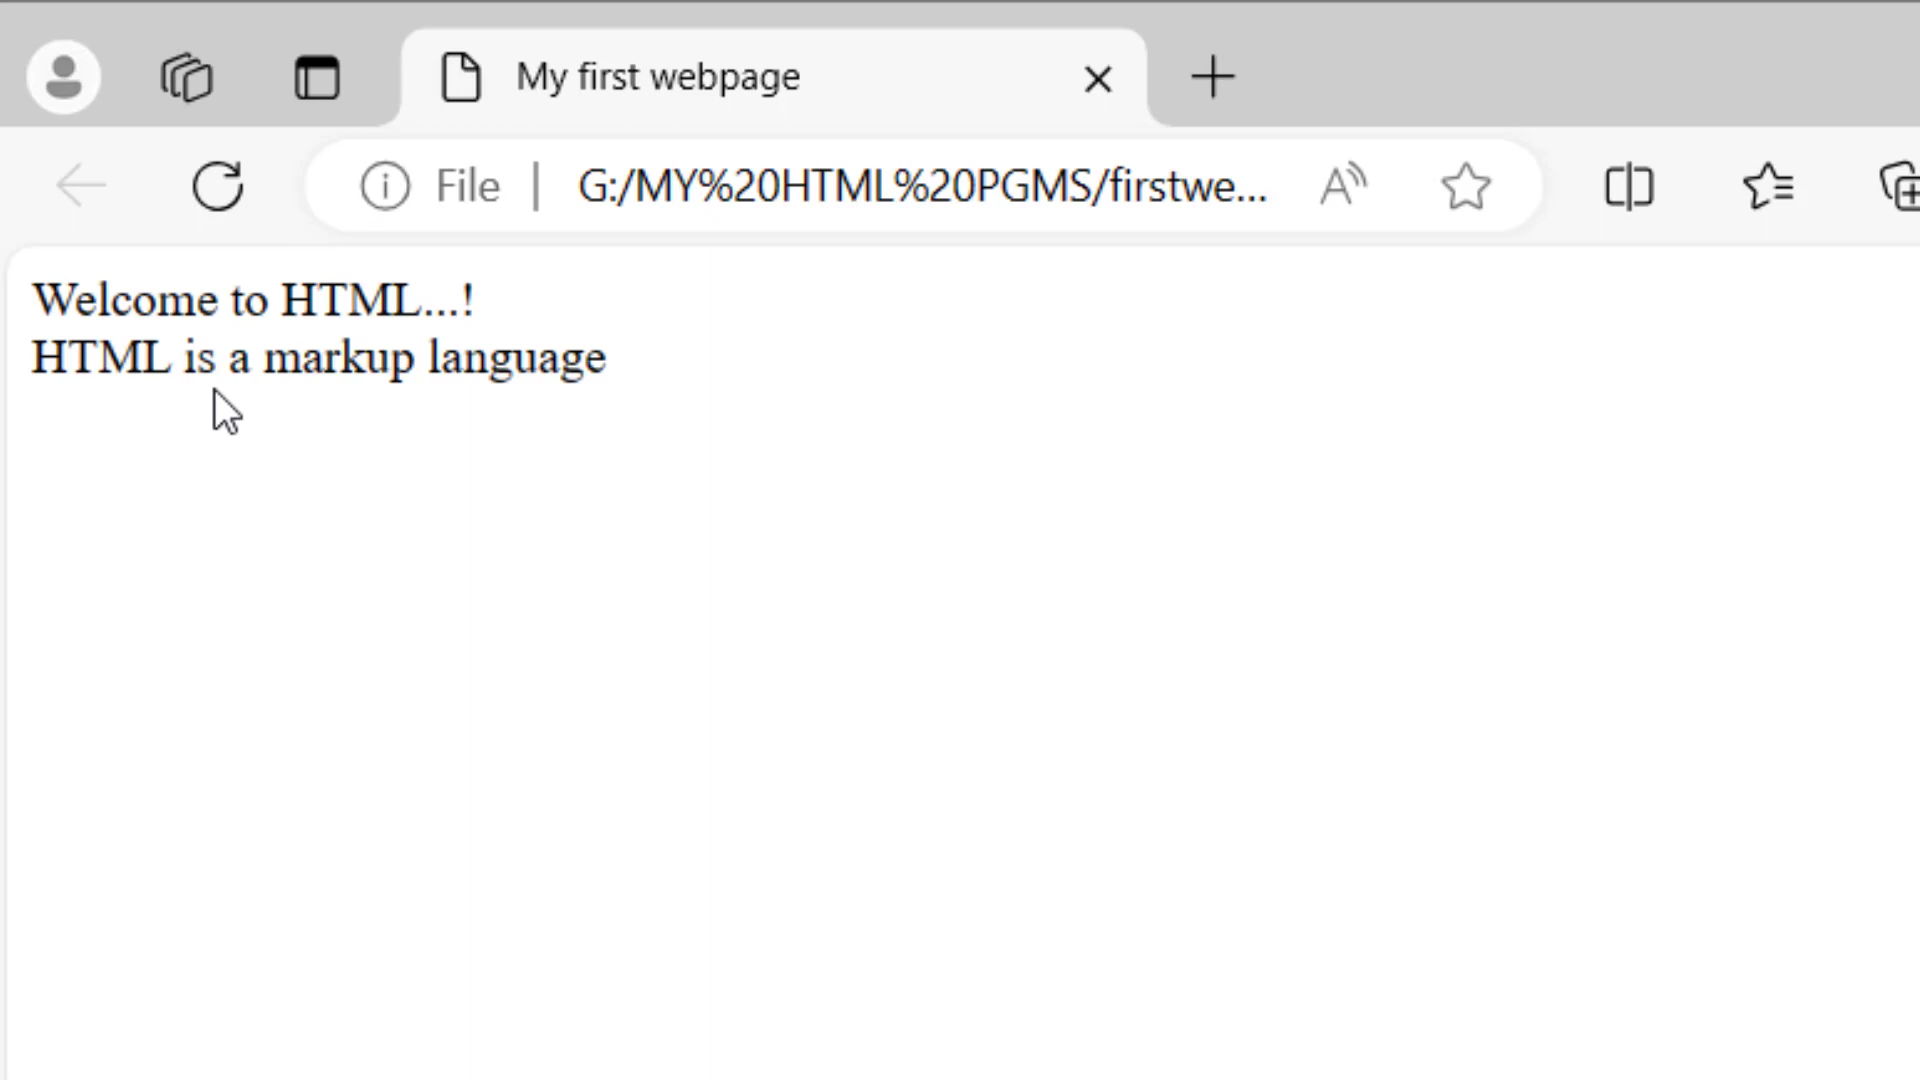 My first webpage
File | G:/MY%20HTML%20PGMS/firstwe...
Welcome to HTML...!
HTML is a markup language